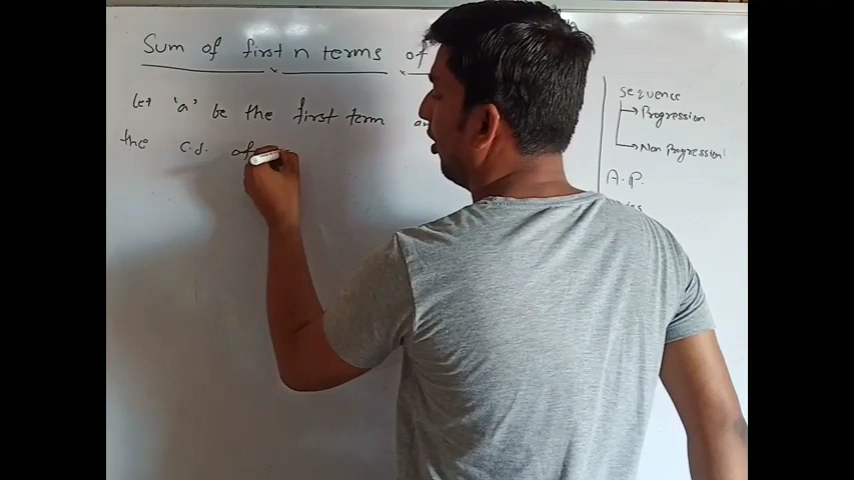 Sum of first n terms of
Let 'a' be the first term
the c.d. of
sequence
Progression
Non Progression
A.P.